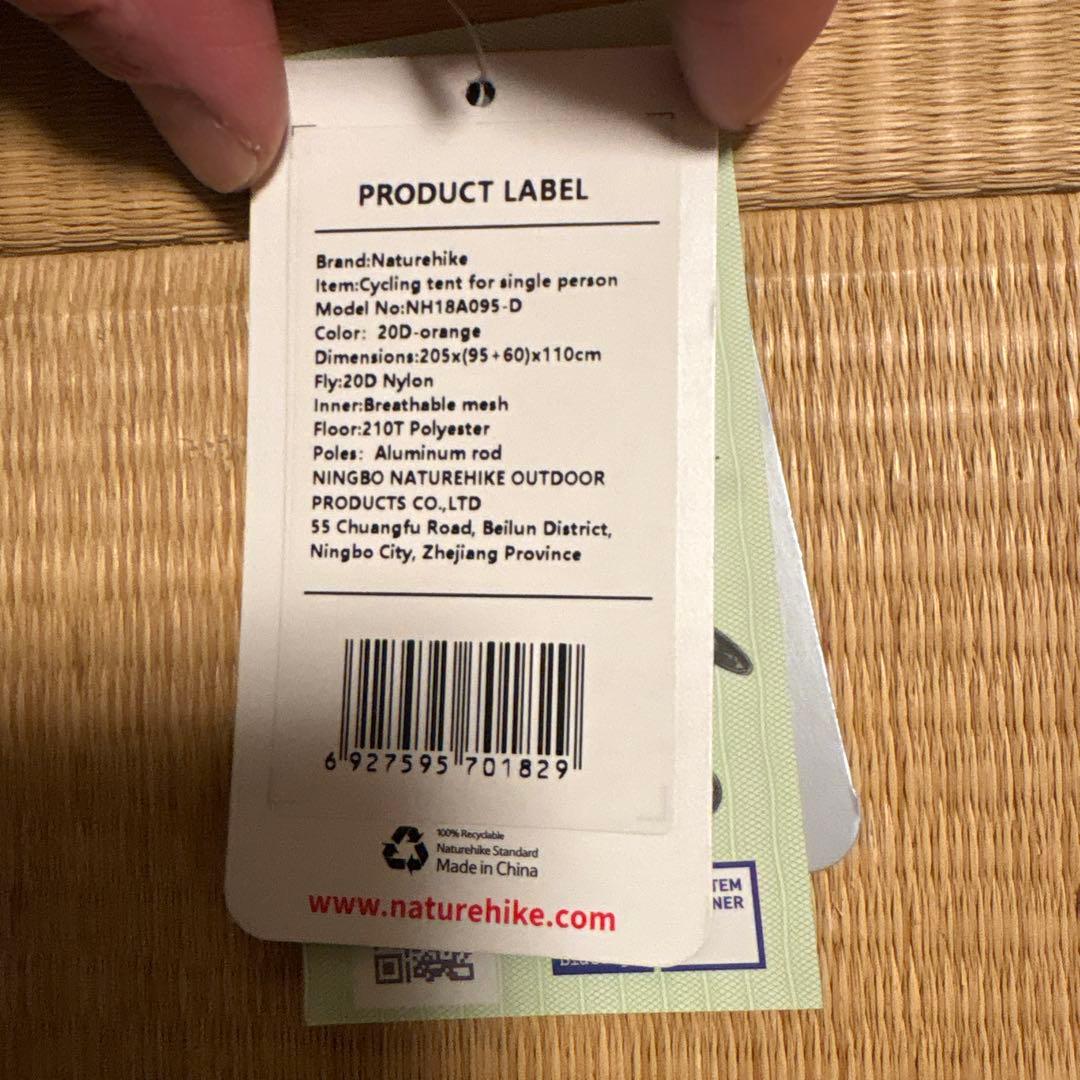 PRODUCT LABEL
Brand:Naturehike
Item:Cycling tent for single person
Model No:NH18A095-D
Color: 20D-orange
Dimensions:205x(95+60)x110cm
Fly:20D Nylon
Inner:Breathable mesh
Floor:210T Polyester
Poles: Aluminum rod
NINGBO NATUREHIKE OUTDOOR
PRODUCTS CO.,LTD
55 Chuangfu Road, Beilun District,
Ningbo City, Zhejiang Province
6 927595 701829
100% Recyclable
Naturehike Standard
Made in China
www.naturehike.com
TEM
NER